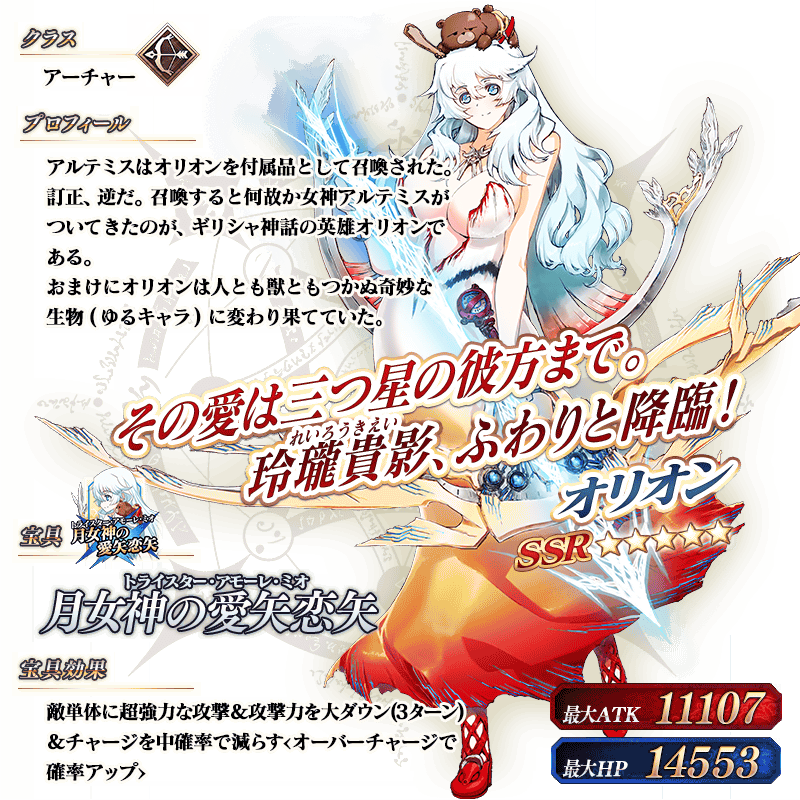 クラス
アーチャー
プロフィール
アルテミスはオリオンを付属品として召喚された。
訂正、逆だ。召喚すると何故か女神アルテミスが
ついてきたのが、ギリシャ神話の英雄オリオンで
ある。
おまけにオリオンは人とも獣ともつかぬ奇妙な
生物(ゆるキャラ)に変わり果てていた。
その愛は三つ星の彼方まで。
れいろうきえい
玲瓏貴影、ふわりと降臨！
オリオン
SSR ☆☆☆☆☆
宝具
トライスター・アモーレ・ミオ
月女神の
愛矢恋矢
トライスター・アモーレ・ミオ
月女神の愛矢恋矢
宝具効果
敵単体に超強力な攻撃&攻撃力を大ダウン(3ターン)
&チャージを中確率で減らす<オーバーチャージで
確率アップ>
最大ATK 11107
最大HP 14553